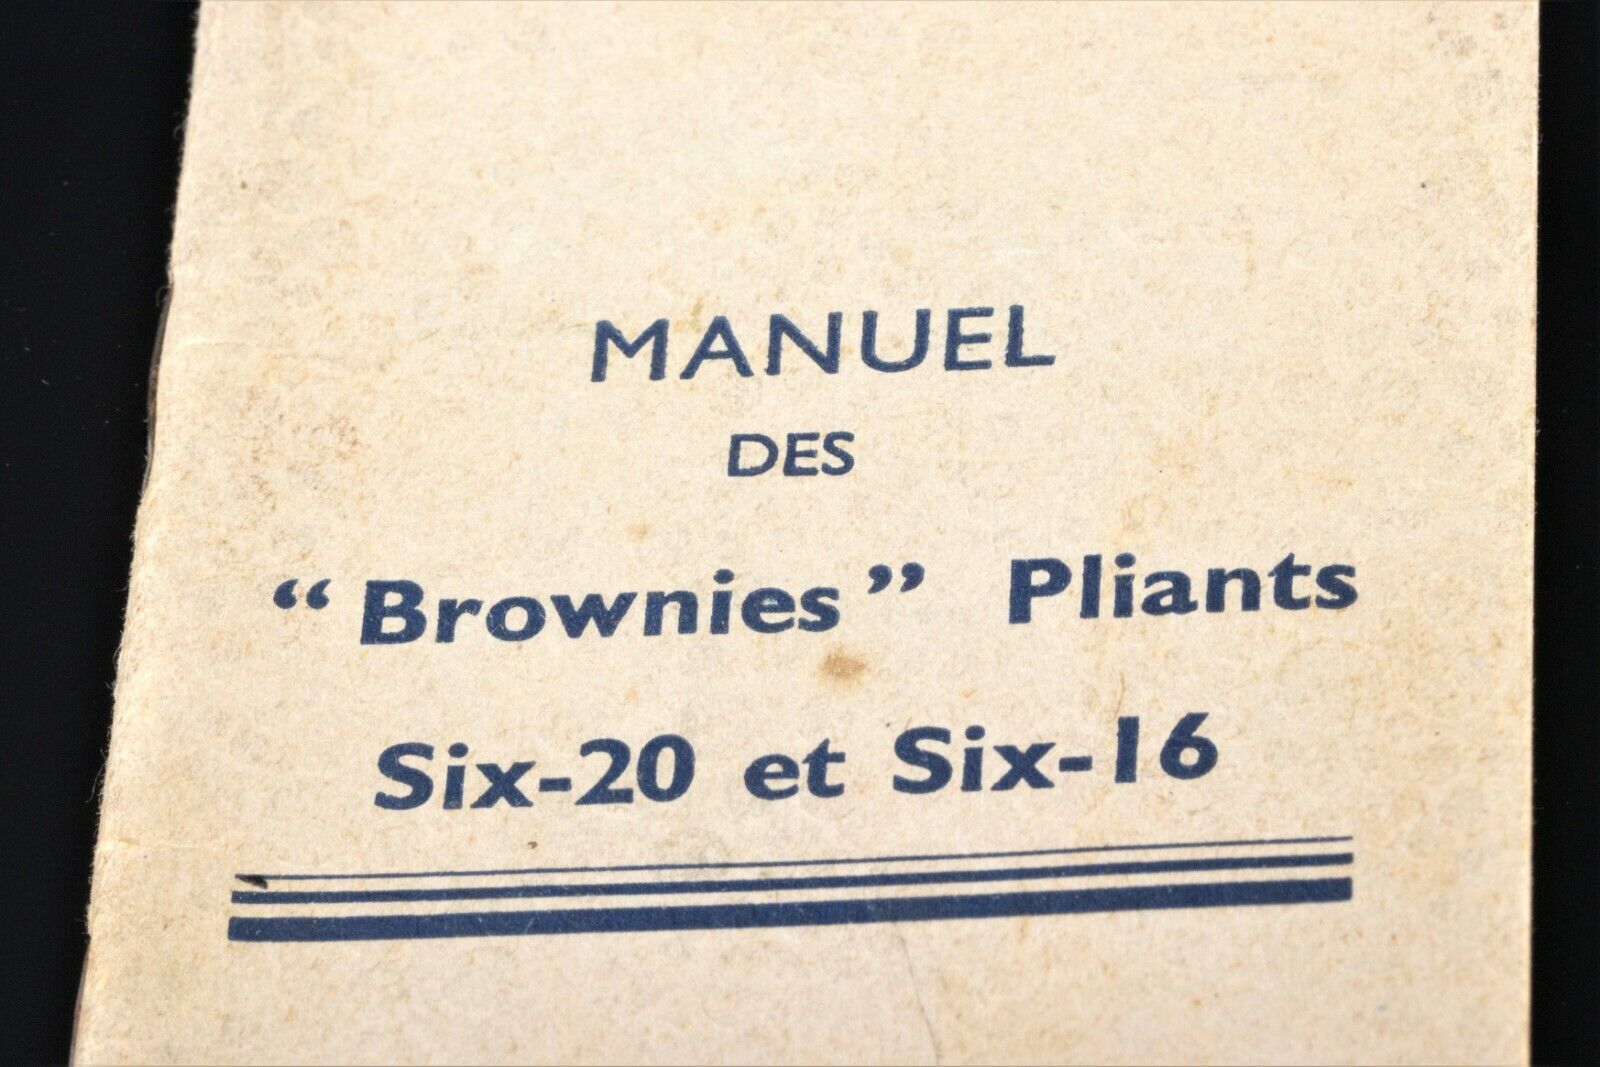 MANUEL
DES
“Brownies” Pliants
Six-20 et Six-16